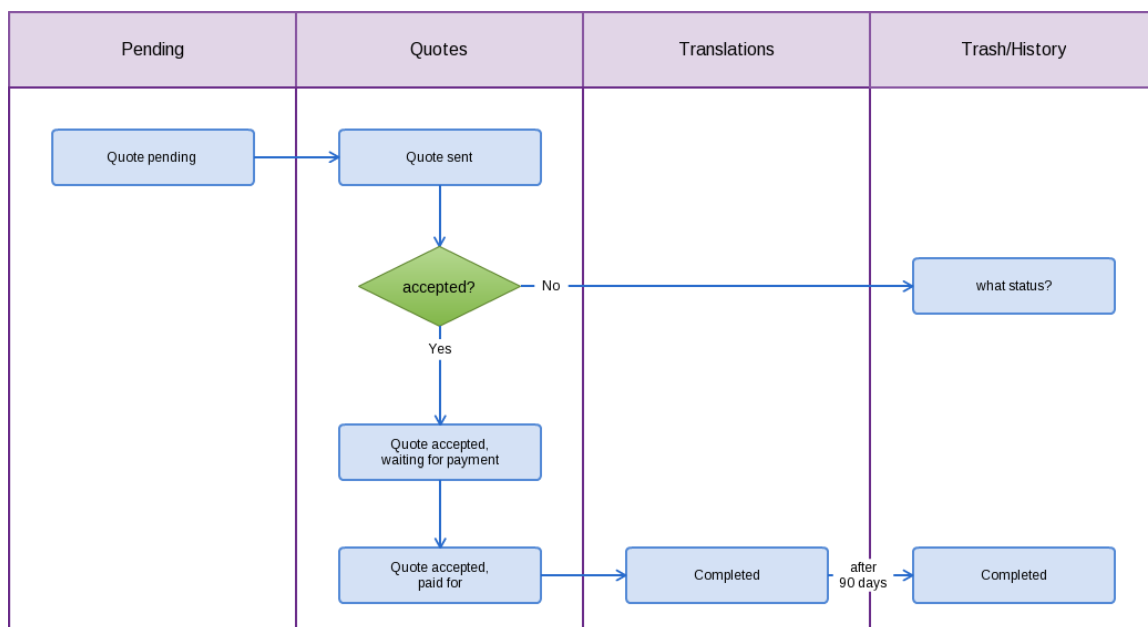 Pending
Quotes
Translations
Trash/History
Quote pending
Quote sent
accepted?
No
what status?
Yes
Quote accepted,
waiting for payment
Quote accepted,
paid for
Completed
after
90 days
Completed